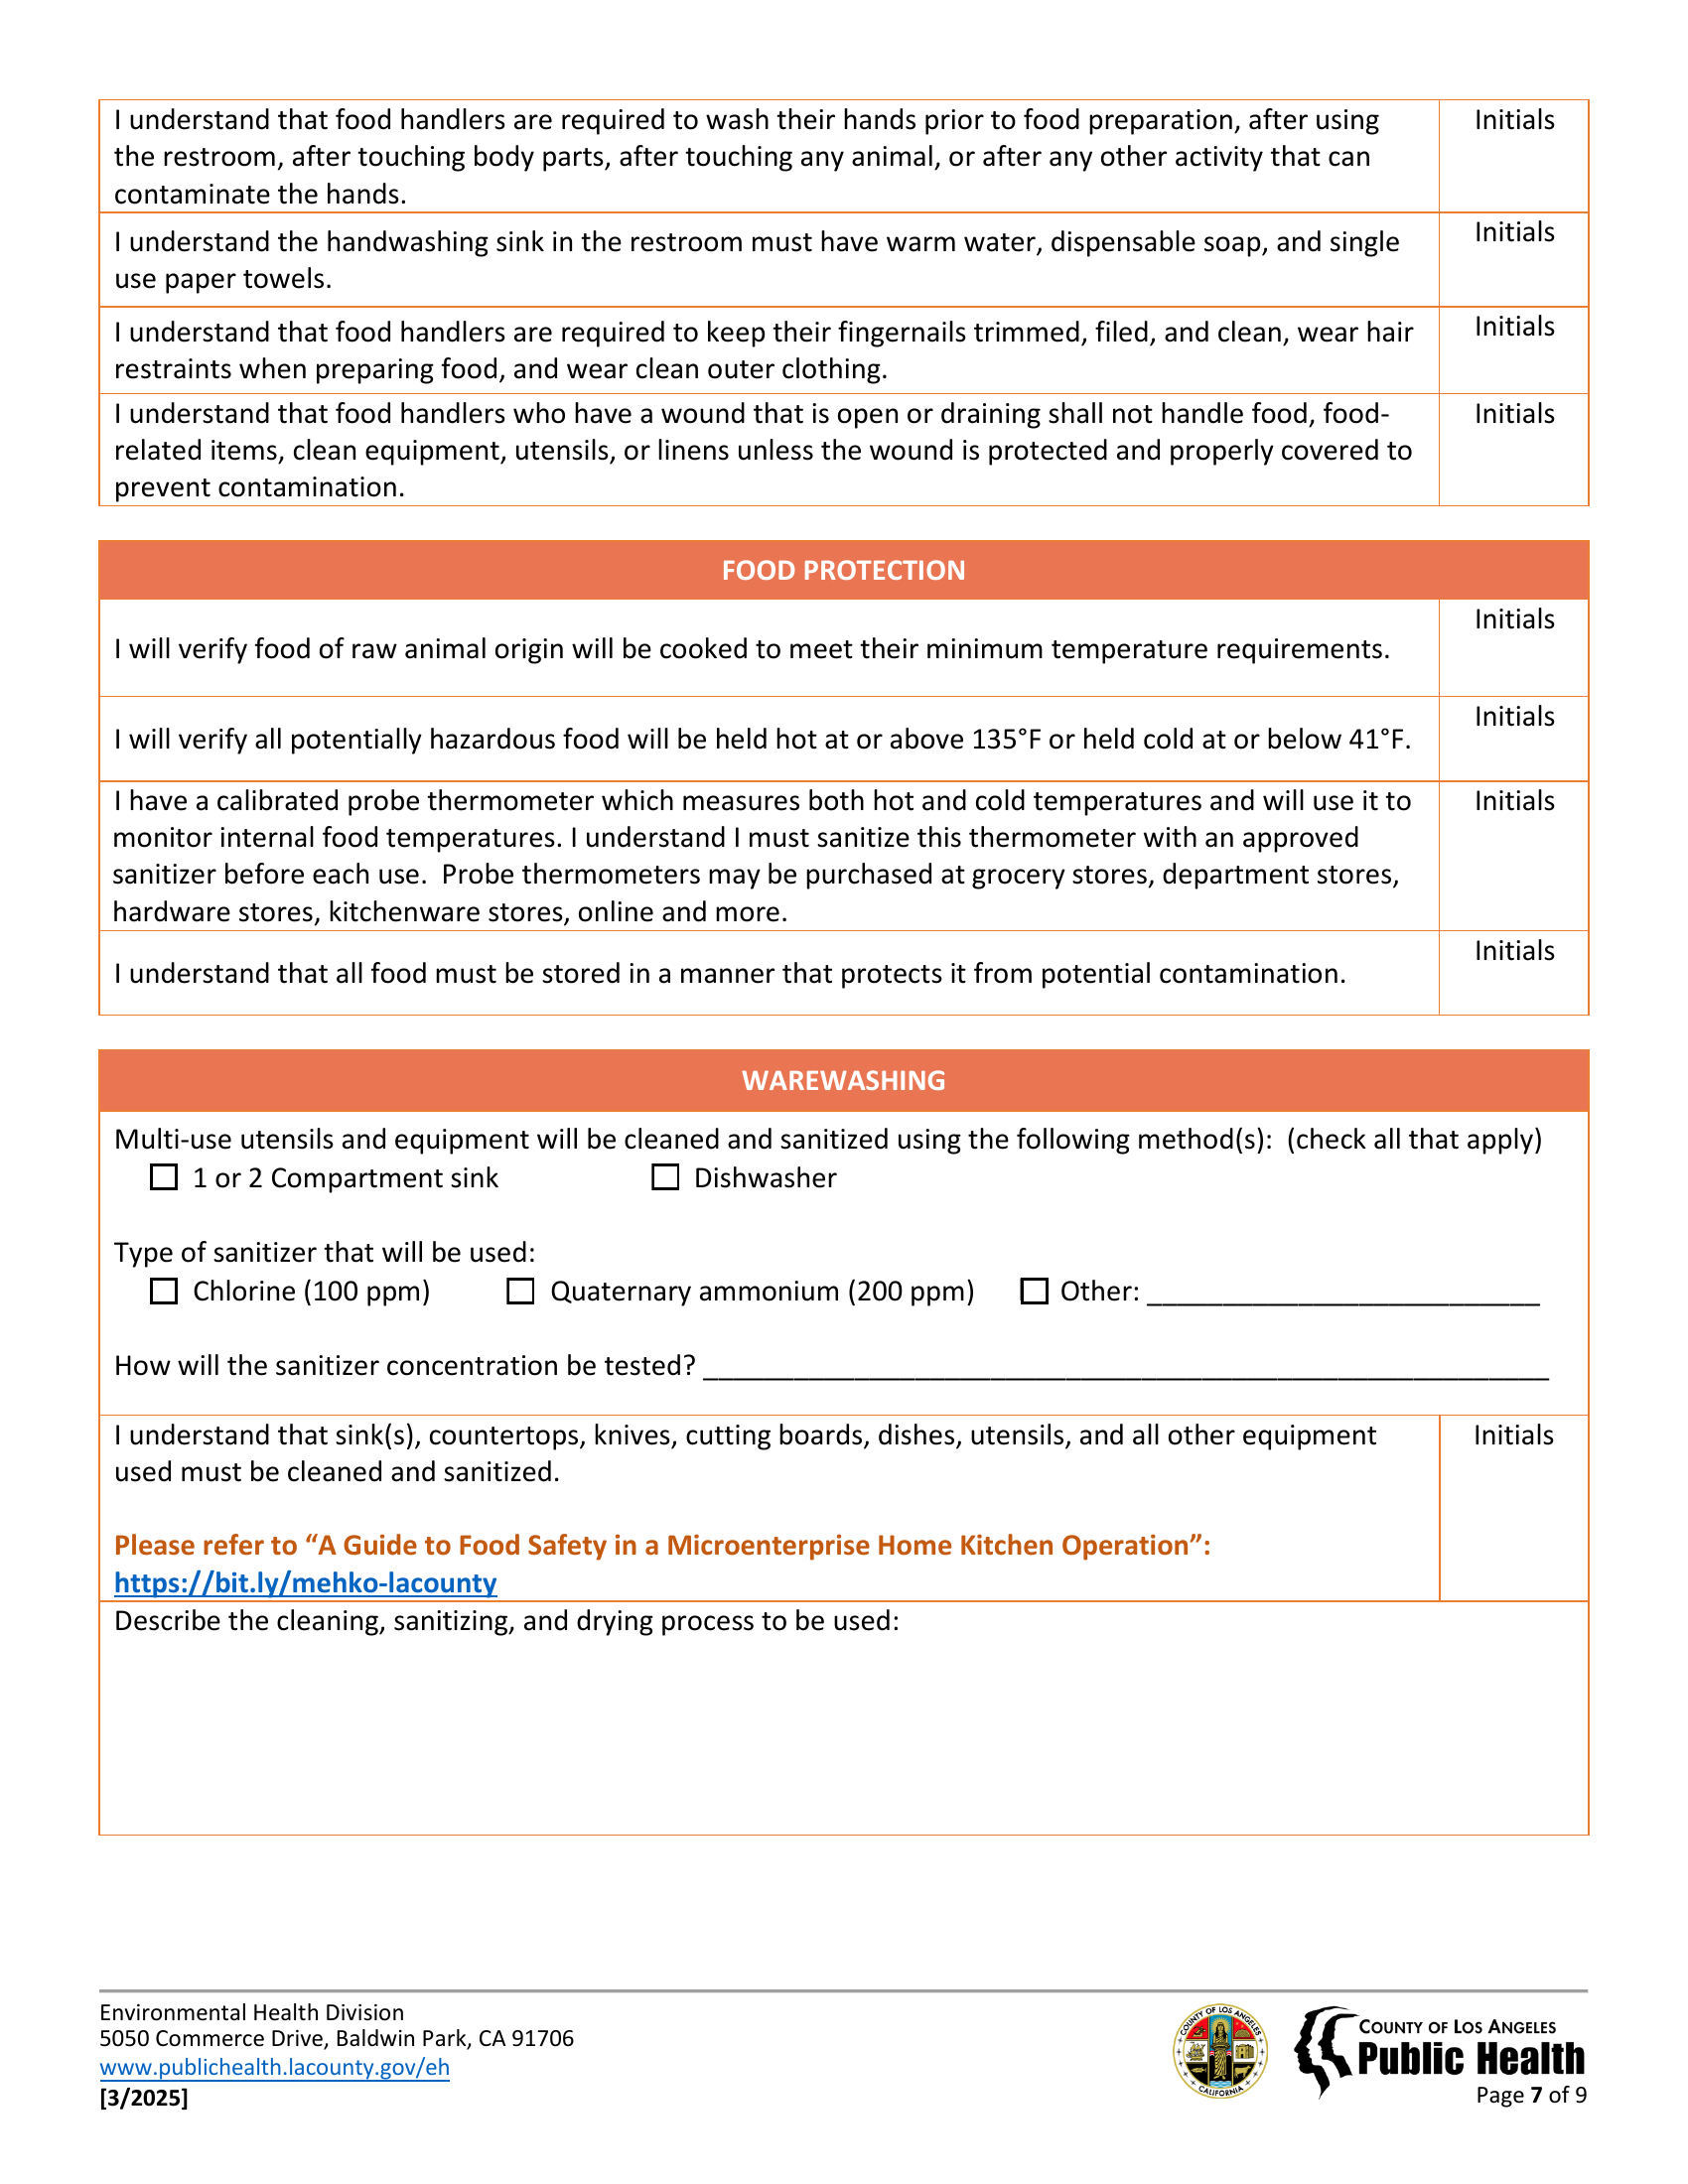 I understand that food handlers are required to wash their hands prior to food preparation, after using
the restroom, after touching body parts, after touching any animal, or after any other activity that can
contaminate the hands.
Initials
I understand the handwashing sink in the restroom must have warm water, dispensable soap, and single
use paper towels.
Initials
I understand that food handlers are required to keep their fingernails trimmed, filed, and clean, wear hair
restraints when preparing food, and wear clean outer clothing.
Initials
I understand that food handlers who have a wound that is open or draining shall not handle food, food-
related items, clean equipment, utensils, or linens unless the wound is protected and properly covered to
prevent contamination.
Initials
FOOD PROTECTION
I will verify food of raw animal origin will be cooked to meet their minimum temperature requirements.
Initials
I will verify all potentially hazardous food will be held hot at or above 135°F or held cold at or below 41°F.
Initials
I have a calibrated probe thermometer which measures both hot and cold temperatures and will use it to
monitor internal food temperatures. I understand I must sanitize this thermometer with an approved
sanitizer before each use.  Probe thermometers may be purchased at grocery stores, department stores,
hardware stores, kitchenware stores, online and more.
Initials
I understand that all food must be stored in a manner that protects it from potential contamination.
Initials
WAREWASHING
Multi-use utensils and equipment will be cleaned and sanitized using the following method(s):  (check all that apply)
☐ 1 or 2 Compartment sink ☐ Dishwasher
Type of sanitizer that will be used:
☐ Chlorine (100 ppm) ☐ Quaternary ammonium (200 ppm) ☐ Other: __________________________
How will the sanitizer concentration be tested? ________________________________________________________
I understand that sink(s), countertops, knives, cutting boards, dishes, utensils, and all other equipment
used must be cleaned and sanitized.
Please refer to “A Guide to Food Safety in a Microenterprise Home Kitchen Operation”:
https://bit.ly/mehko-lacounty
Initials
Describe the cleaning, sanitizing, and drying process to be used:
Environmental Health Division
5050 Commerce Drive, Baldwin Park, CA 91706
www.publichealth.lacounty.gov/eh
[3/2025]
COUNTY OF LOS ANGELES
CALIFORNIA
COUNTY OF LOS ANGELES
Public Health
Page 7 of 9